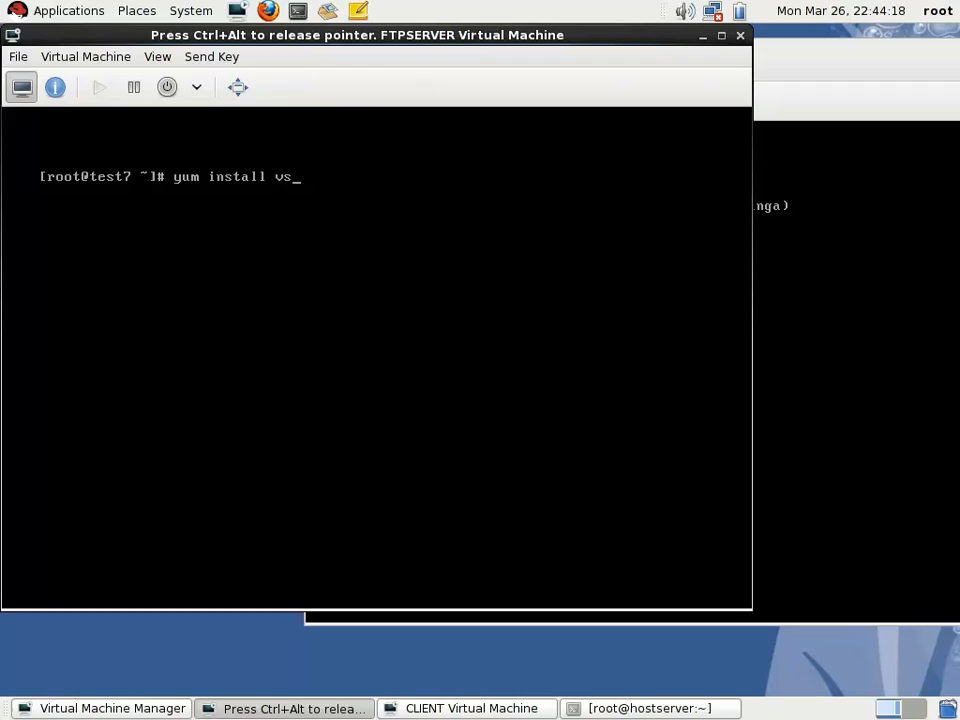 Applications Places System Mon Mar 26, 22:44:18 root
Press Ctrl+Alt to release pointer. FTPSERVER Virtual Machine
File Virtual Machine View Send Key
[root@test7 ~]# yum install vs_
nga)
Virtual Machine Manager Press Ctrl+Alt to relea... CLIENT Virtual Machine [root@hostserver:~]